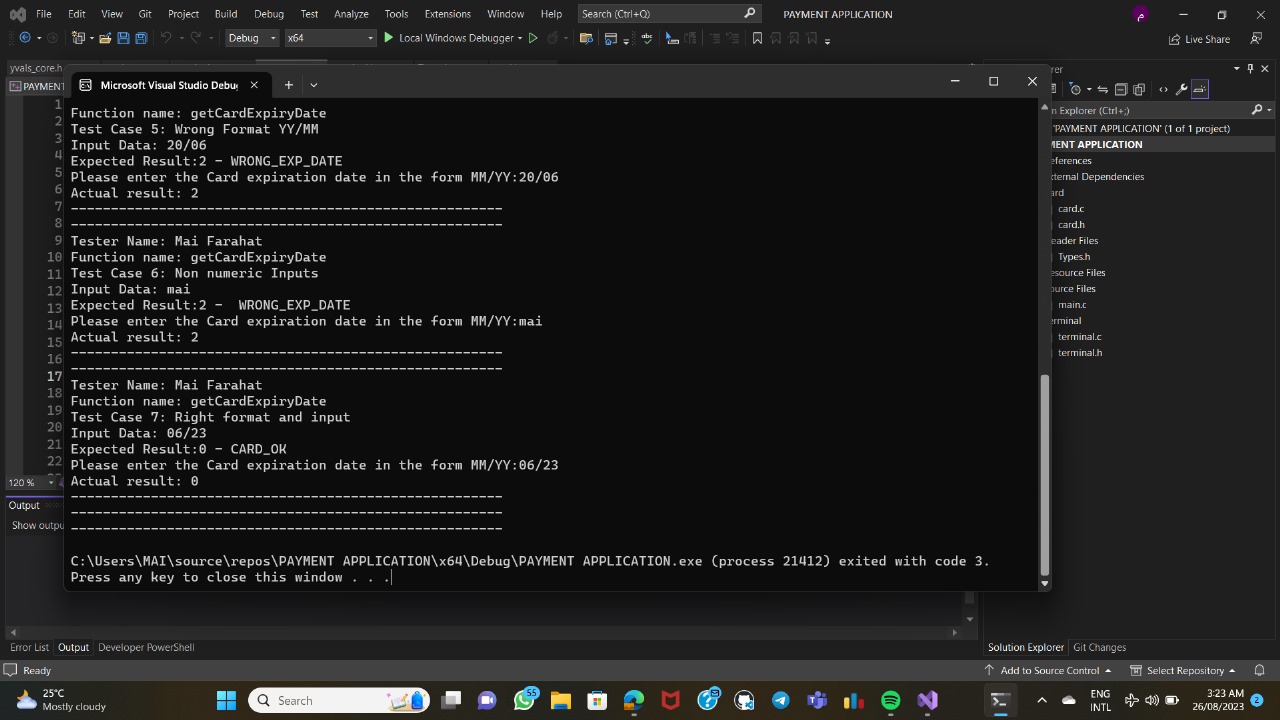 File Edit View Git Project Build Debug Test Analyze Tools Extensions Window Help Search (Ctrl+Q) PAYMENT APPLICATION م
Debug x64 Local Windows Debugger Live Share
yvals_core.h
PAYMENT
Microsoft Visual Studio Debu
Function name: getCardExpiryDate
Test Case 5: Wrong Format YY/MM
Input Data: 20/06
Expected Result:2 - WRONG_EXP_DATE
Please enter the Card expiration date in the form MM/YY:20/06
Actual result: 2
------------------------------------------------------
------------------------------------------------------
Tester Name: Mai Farahat
Function name: getCardExpiryDate
Test Case 6: Non numeric Inputs
Input Data: mai
Expected Result:2 -  WRONG_EXP_DATE
Please enter the Card expiration date in the form MM/YY:mai
Actual result: 2
------------------------------------------------------
------------------------------------------------------
Tester Name: Mai Farahat
Function name: getCardExpiryDate
Test Case 7: Right format and input
Input Data: 06/23
Expected Result:0 - CARD_OK
Please enter the Card expiration date in the form MM/YY:06/23
Actual result: 0
------------------------------------------------------
------------------------------------------------------
------------------------------------------------------
C:\Users\MAI\source\repos\PAYMENT APPLICATION\x64\Debug\PAYMENT APPLICATION.exe (process 21412) exited with code 3.
Press any key to close this window . . .
1
2
3
4
5
6
7
8
9
10
11
12
13
14
15
16
17
18
19
20
21
22
120 %
Output
Show outpu
orer
n Explorer (Ctrl+;)
'PAYMENT APPLICATION' (1 of 1 project)
MENT APPLICATION
eferences
xternal Dependencies
ard
card.c
card.h
eader Files
Types.h
esource Files
ource Files
main.c
erminal
terminal.c
terminal.h
Error List Output Developer PowerShell Solution Explorer Git Changes
Ready Add to Source Control Select Repository
25°C
Mostly cloudy
Search
55
ENG
INTL
3:23 AM
26/08/2023
2